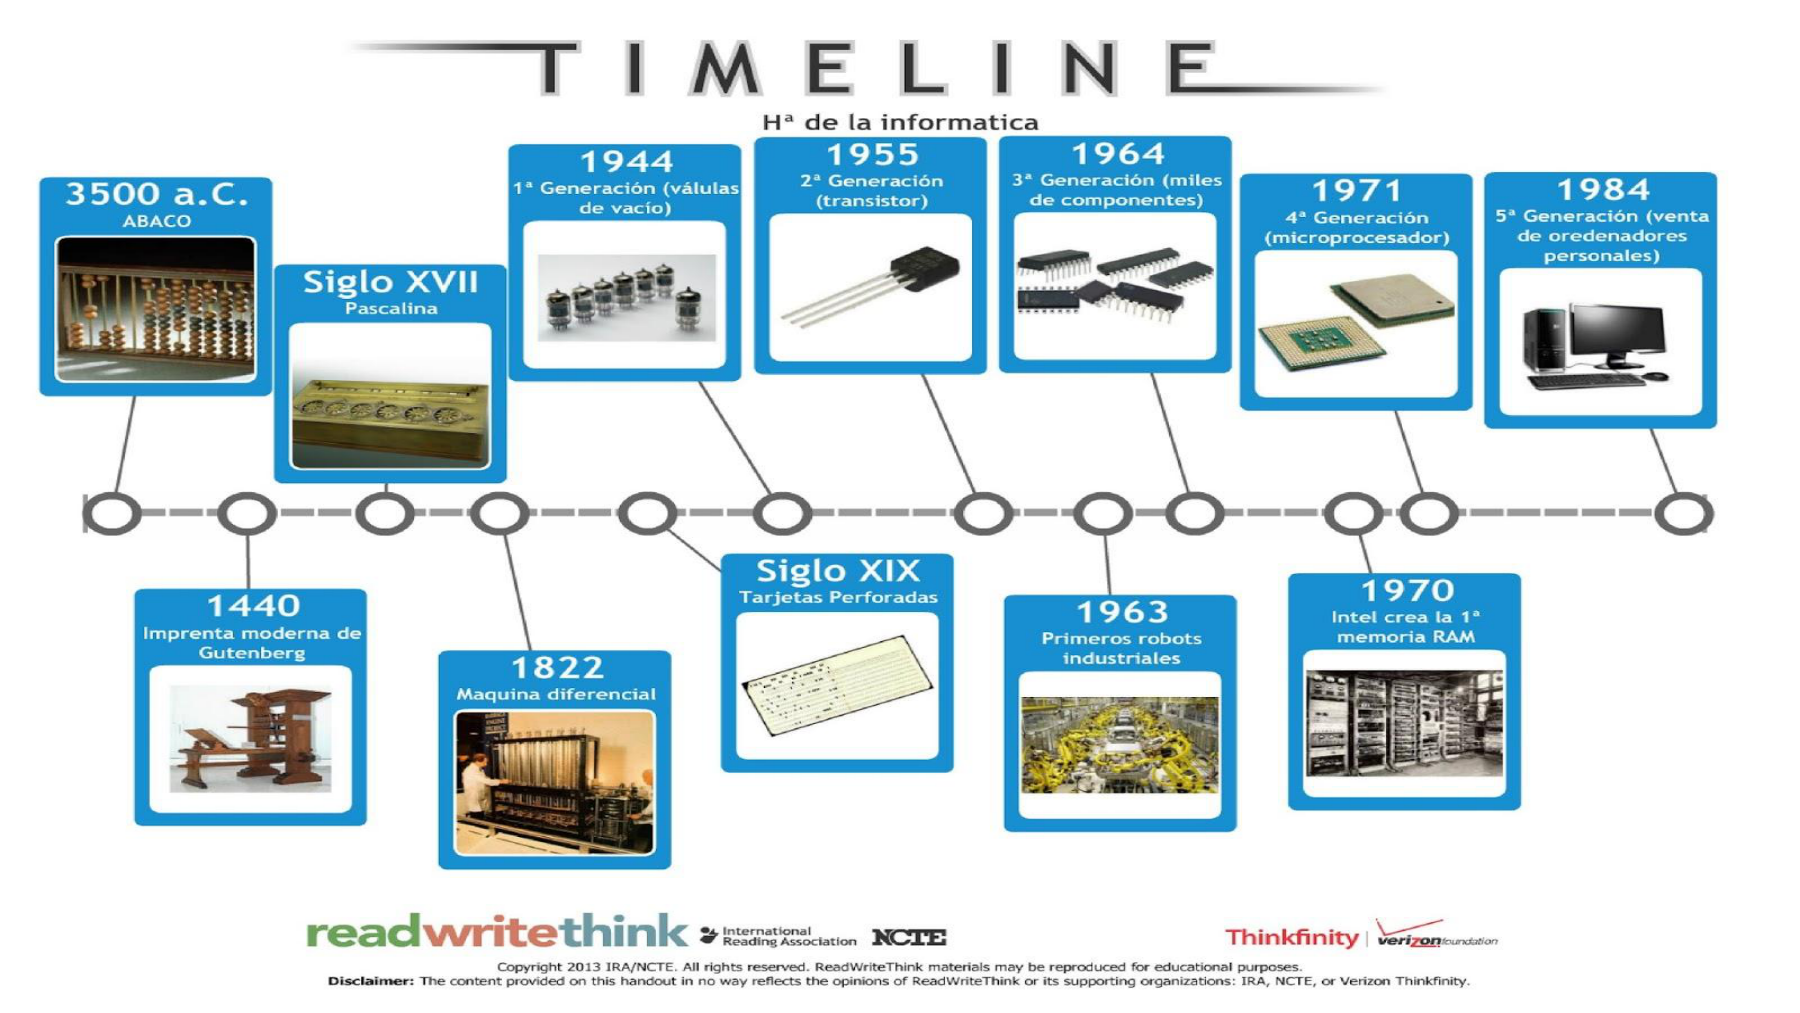 TIMELINE
Hª de la informatica
3500 a.C.
ABACO
Siglo XVII
Pascalina
1944
1ª Generación (válulas
de vacío)
1955
2ª Generación
(transistor)
1964
3ª Generación (miles
de componentes)
1971
4ª Generación
(microprocesador)
1984
5ª Generación (venta
de oredenadores
personales)
1440
Imprenta moderna de
Gutenberg
1822
Maquina diferencial
Siglo XIX
Tarjetas Perforadas
1963
Primeros robots
industriales
1970
Intel crea la 1ª
memoria RAM
readwritethink
International
Reading Association
NCTE
Thinkfinity
verizonfoundation
Copyright 2013 IRA/NCTE. All rights reserved. ReadWriteThink materials may be reproduced for educational purposes.
Disclaimer: The content provided on this handout in no way reflects the opinions of ReadWriteThink or its supporting organizations: IRA, NCTE, or Verizon Thinkfinity.